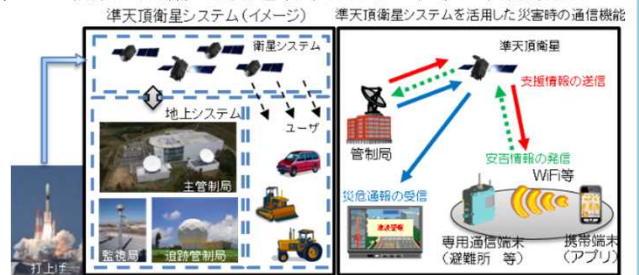 準天頂衛星システム(イメージ)
準天頂衛星システムを活用した災害時の通信機能
衛星システム
地上システム
ユーザ
主管制局
監視局
追跡管制局
打上げ
準天頂衛星
支援情報の送信
管制局
安否情報の発信
WiFi等
災危通報の受信
専用通信端末
(避難所 等)
携帯端末
(アプリ)